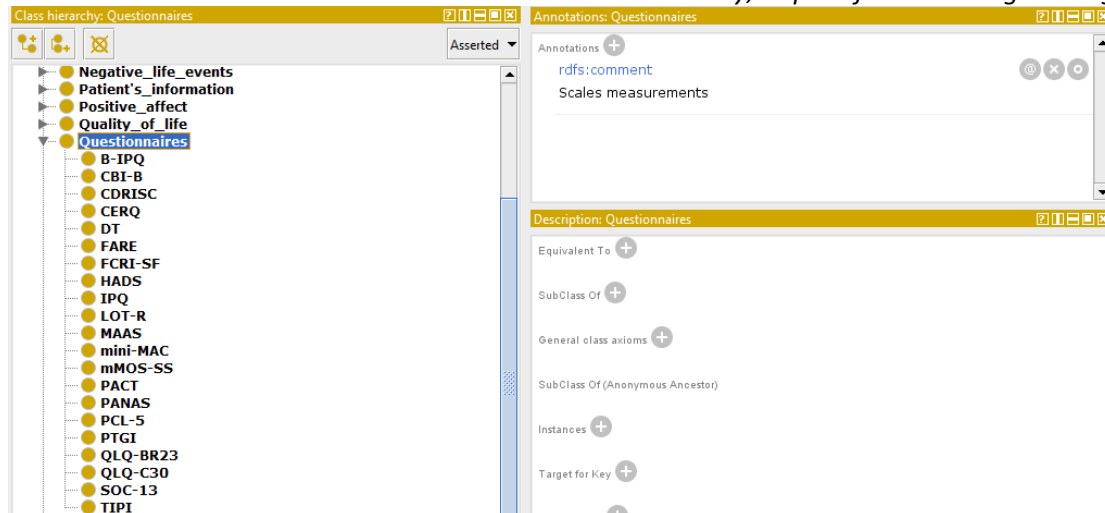 Class hierarchy: Questionnaires
Asserted
Negative_life_events
Patient's_information
Positive_affect
Quality_of_life
Questionnaires
B-IPQ
CBI-B
CDRISC
CERQ
DT
FARE
FCRI-SF
HADS
IPQ
LOT-R
MAAS
mini-MAC
mMOS-SS
PACT
PANAS
PCL-5
PTGI
QLQ-BR23
QLQ-C30
SOC-13
TIPI
Annotations: Questionnaires
Annotations
rdfs:comment
Scales measurements
Description: Questionnaires
Equivalent To
SubClass Of
General class axioms
SubClass Of (Anonymous Ancestor)
Instances
Target for Key